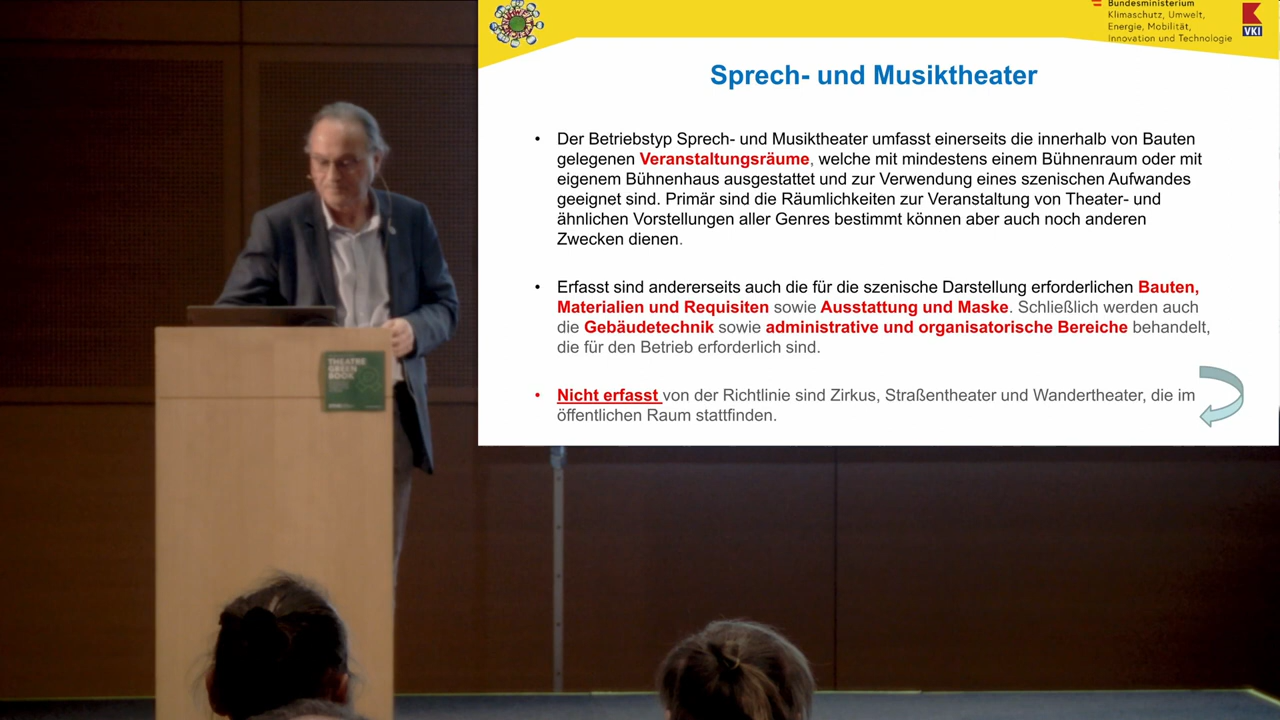 Bundesministerium
Klimaschutz, Umwelt,
Energie, Mobilität,
Innovation und Technologie
VKI
Sprech- und Musiktheater
• Der Betriebstyp Sprech- und Musiktheater umfasst einerseits die innerhalb von Bauten
gelegenen Veranstaltungsräume, welche mit mindestens einem Bühnenraum oder mit
eigenem Bühnenhaus ausgestattet und zur Verwendung eines szenischen Aufwandes
geeignet sind. Primär sind die Räumlichkeiten zur Veranstaltung von Theater- und
ähnlichen Vorstellungen aller Genres bestimmt können aber auch noch anderen
Zwecken dienen.
• Erfasst sind andererseits auch die für die szenische Darstellung erforderlichen Bauten,
Materialien und Requisiten sowie Ausstattung und Maske. Schließlich werden auch
die Gebäudetechnik sowie administrative und organisatorische Bereiche behandelt,
die für den Betrieb erforderlich sind.
• Nicht erfasst von der Richtlinie sind Zirkus, Straßentheater und Wandertheater, die im
öffentlichen Raum stattfinden.
THEATRE
GREEN
BOOK